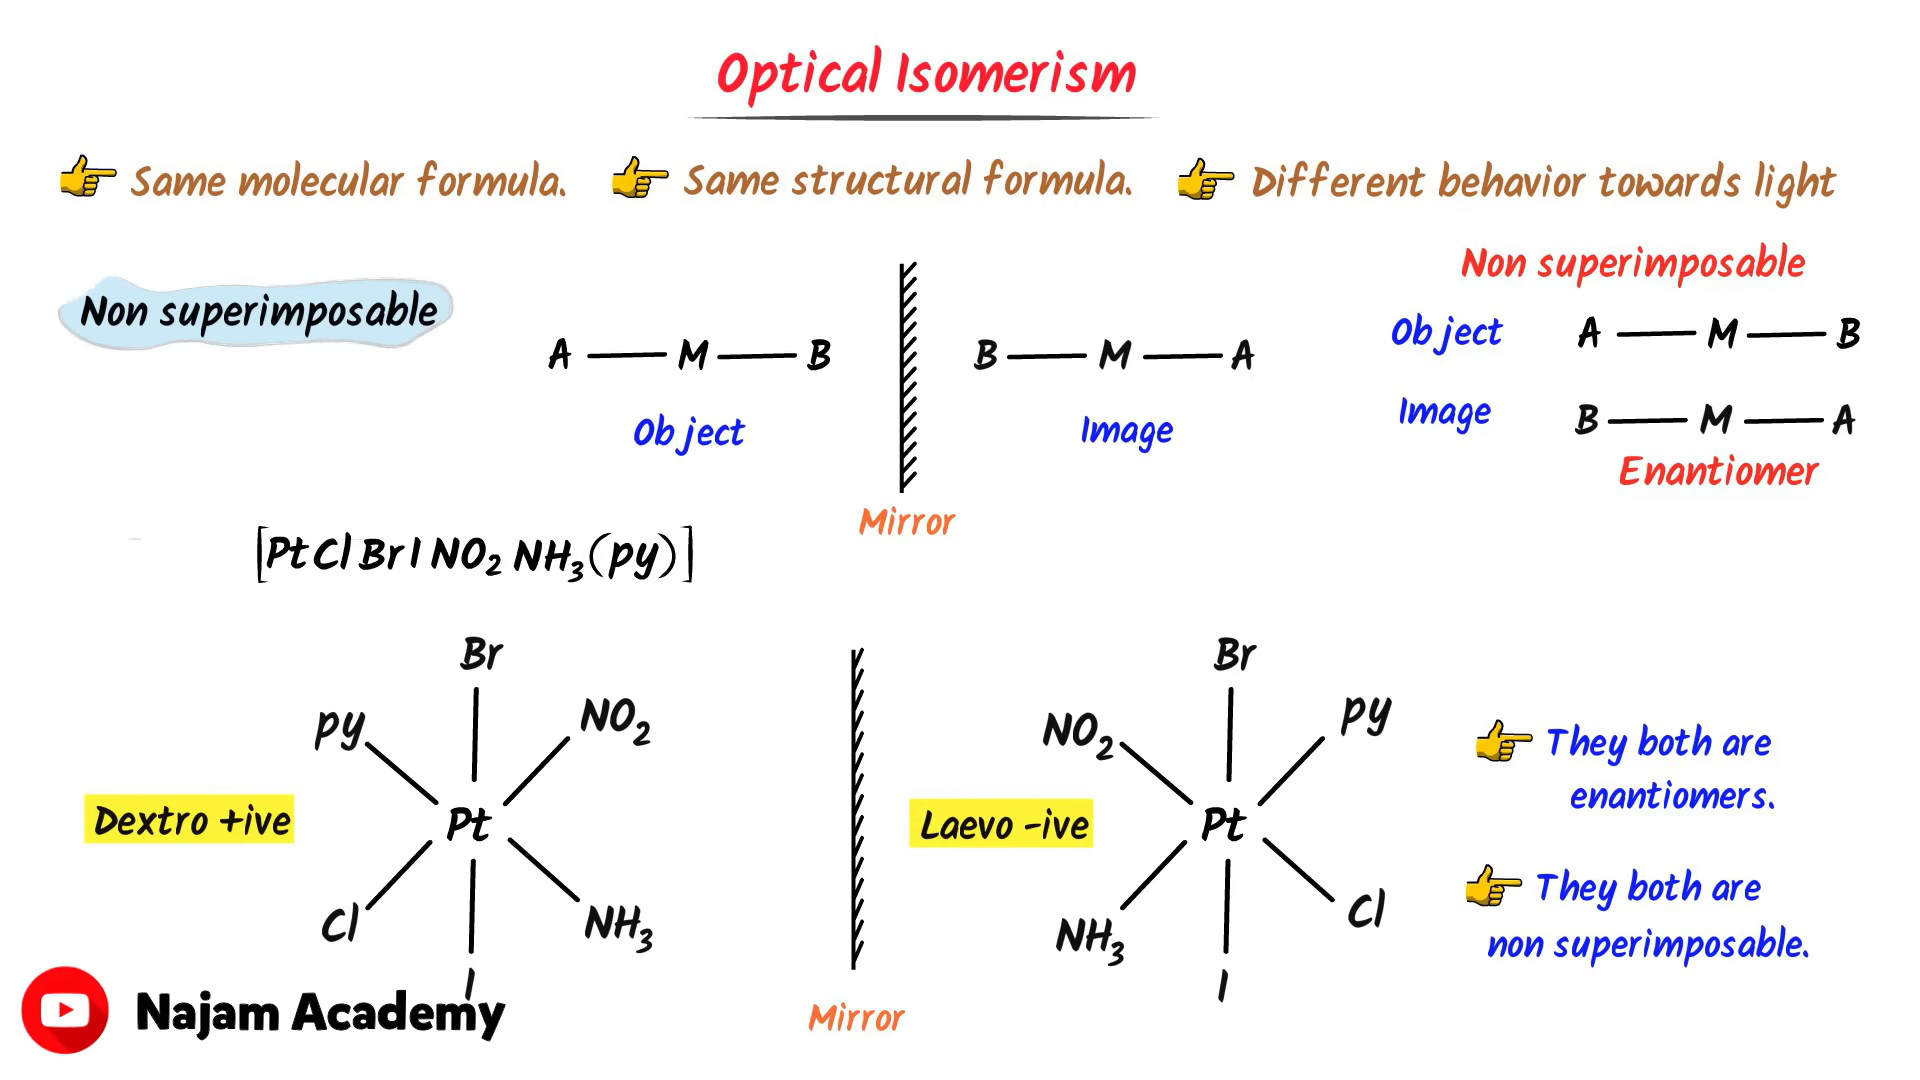 Optical Isomerism
Same molecular formula.
Same structural formula.
Different behavior towards light
Non superimposable
A M B
Object
B M A
Image
Mirror
Non superimposable
Object A M B
Image B M A
Enantiomer
[PtClBrI NO₂ NH₃(py)]
Br
py NO₂
Dextro +ive Pt
Cl NH₃
I
Mirror
Br
NO₂ py
Laevo -ive Pt
NH₃ Cl
I
They both are
enantiomers.
They both are
non superimposable.
Najam Academy